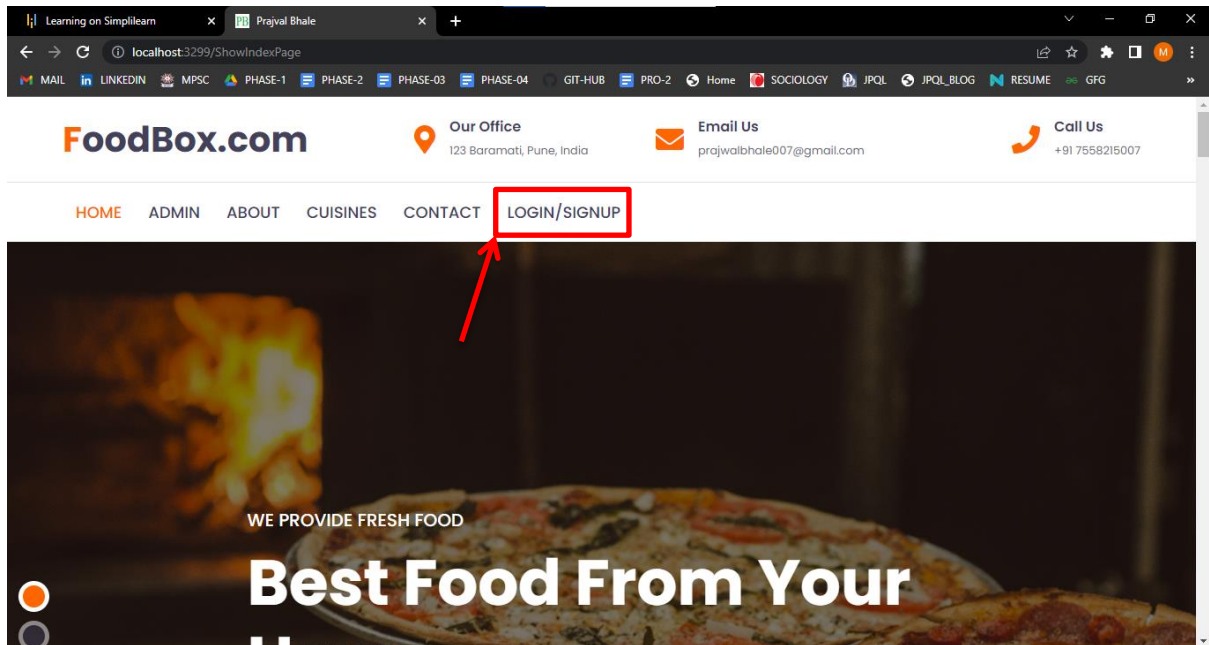 Learning on Simplilearn
PB Prajval Bhale
localhost:3299/ShowIndexPage
M
MAIL LINKEDIN MPSC PHASE-1 PHASE-2 PHASE-03 PHASE-04 GIT-HUB PRO-2 Home SOCIOLOGY JPQL JPQL_BLOG RESUME GFG »
FoodBox.com
Our Office
123 Baramati, Pune, India
Email Us
prajwalbhale007@gmail.com
Call Us
+91 7558215007
HOME ADMIN ABOUT CUISINES CONTACT LOGIN/SIGNUP
WE PROVIDE FRESH FOOD
Best Food From Your